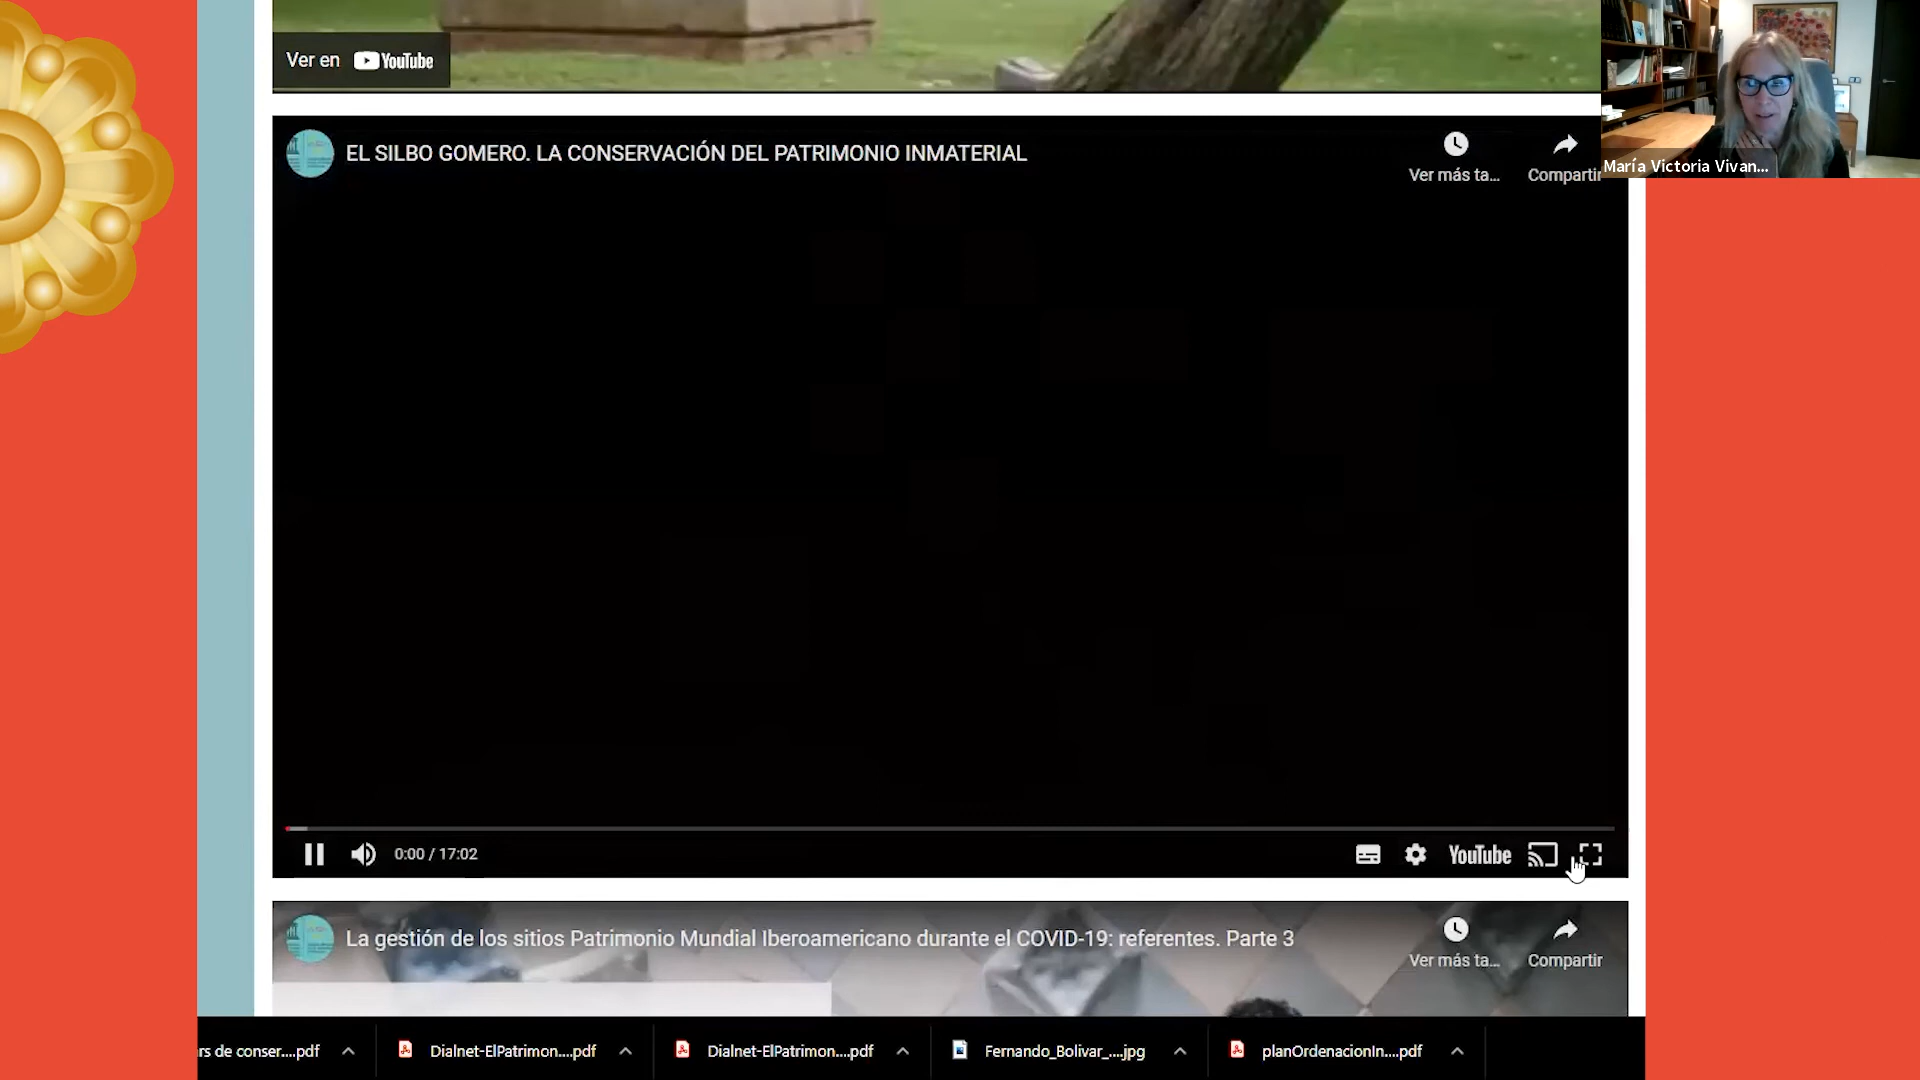 Ver en YouTube
EL SILBO GOMERO. LA CONSERVACIÓN DEL PATRIMONIO INMATERIAL
Ver más ta...
Compartir
María Victoria Vivan...
0:00 / 17:02
YouTube
La gestión de los sitios Patrimonio Mundial Iberoamericano durante el COVID-19: referentes. Parte 3
Ver más ta...
Compartir
rs de conser....pdf
Dialnet-ElPatrimon....pdf
Dialnet-ElPatrimon....pdf
Fernando_Bolivar_....jpg
planOrdenacionIn....pdf